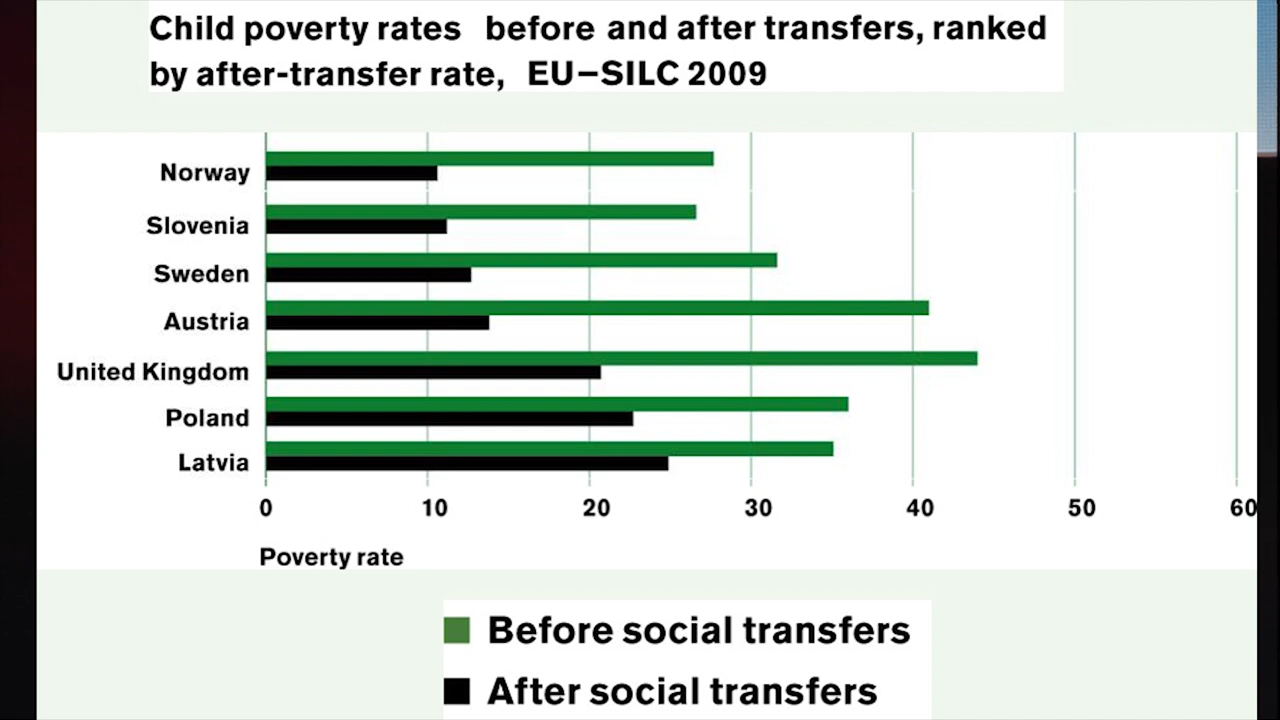 Child poverty rates before and after transfers, ranked
by after-transfer rate, EU–SILC 2009
Norway
Slovenia
Sweden
Austria
United Kingdom
Poland
Latvia
0 10 20 30 40 50 60
Poverty rate
Before social transfers
After social transfers